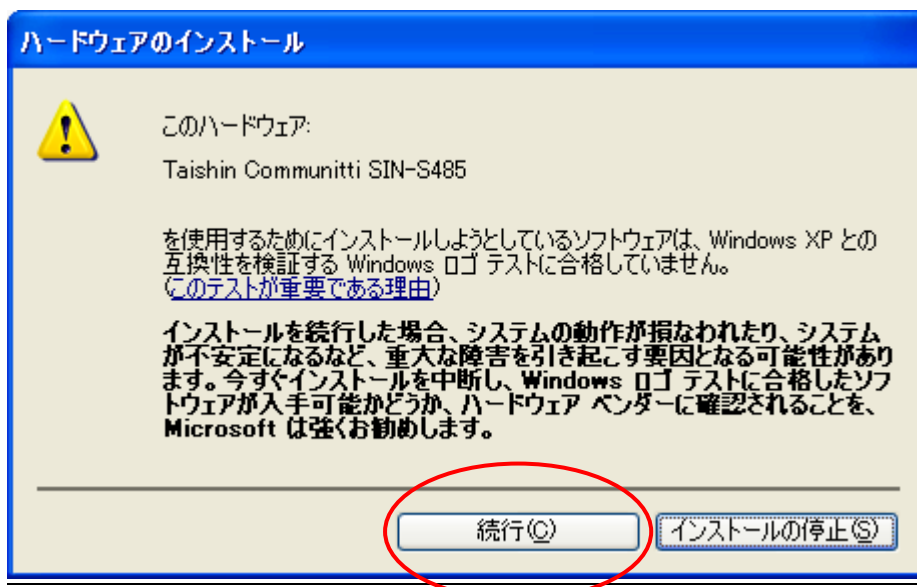 ハードウェアのインストール
このハードウェア:
Taishin Communitti SIN-S485
を使用するためにインストールしようとしているソフトウェアは、Windows XP との
互換性を検証する Windows ロゴ テストに合格していません。
(このテストが重要である理由)
インストールを続行した場合、システムの動作が損なわれたり、システム
が不安定になるなど、重大な障害を引き起こす要因となる可能性があり
ます。今すぐインストールを中断し、Windows ロゴ テストに合格したソフ
トウェアが入手可能かどうか、ハードウェア ベンダーに確認されることを、
Microsoft は強くお勧めします。
続行(C) インストールの停止(S)